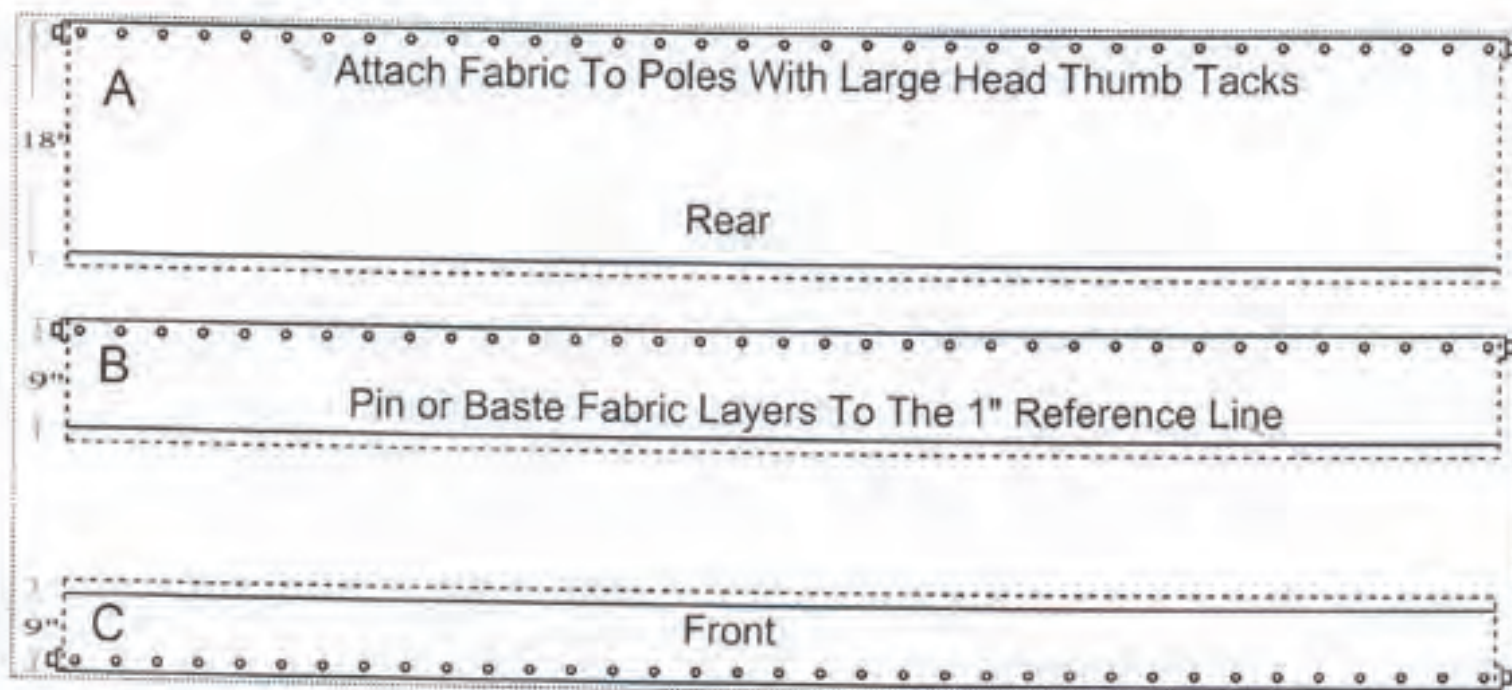 Attach Fabric To Poles With Large Head Thumb Tacks
A
18"
Rear
B
9"
Pin or Baste Fabric Layers To The 1" Reference Line
C
9"
Front